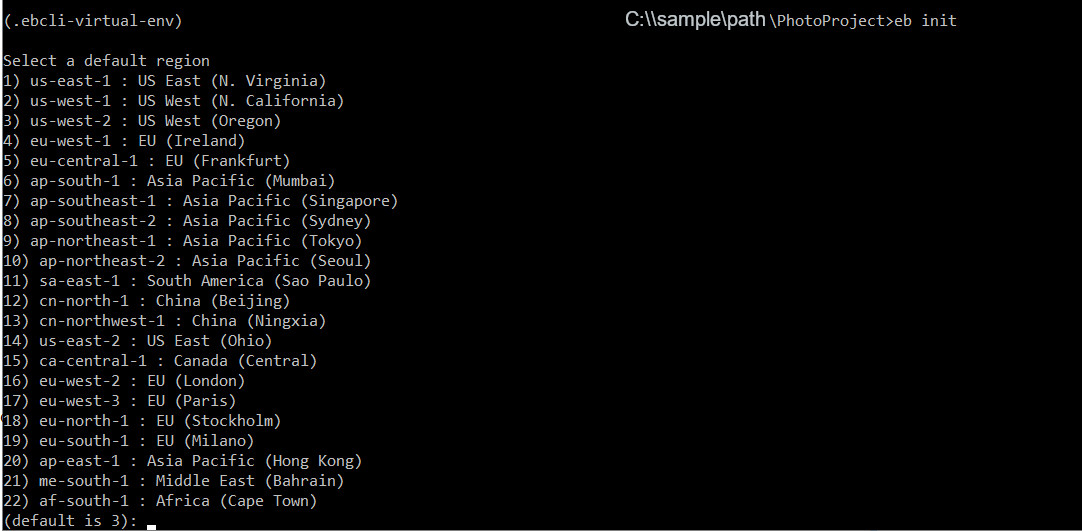 (.ebcli-virtual-env) C:\\sample\path\PhotoProject>eb init
Select a default region
1) us-east-1 : US East (N. Virginia)
2) us-west-1 : US West (N. California)
3) us-west-2 : US West (Oregon)
4) eu-west-1 : EU (Ireland)
5) eu-central-1 : EU (Frankfurt)
6) ap-south-1 : Asia Pacific (Mumbai)
7) ap-southeast-1 : Asia Pacific (Singapore)
8) ap-southeast-2 : Asia Pacific (Sydney)
9) ap-northeast-1 : Asia Pacific (Tokyo)
10) ap-northeast-2 : Asia Pacific (Seoul)
11) sa-east-1 : South America (Sao Paulo)
12) cn-north-1 : China (Beijing)
13) cn-northwest-1 : China (Ningxia)
14) us-east-2 : US East (Ohio)
15) ca-central-1 : Canada (Central)
16) eu-west-2 : EU (London)
17) eu-west-3 : EU (Paris)
18) eu-north-1 : EU (Stockholm)
19) eu-south-1 : EU (Milano)
20) ap-east-1 : Asia Pacific (Hong Kong)
21) me-south-1 : Middle East (Bahrain)
22) af-south-1 : Africa (Cape Town)
(default is 3):